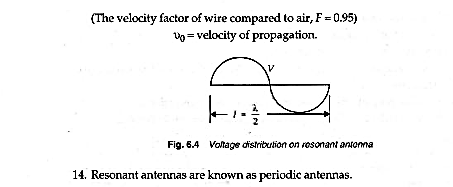 (The velocity factor of wire compared to air, F = 0.95)
υ₀ = velocity of propagation.
V
l = λ/2
Fig. 6.4 Voltage distribution on resonant antenna
14. Resonant antennas are known as periodic antennas.